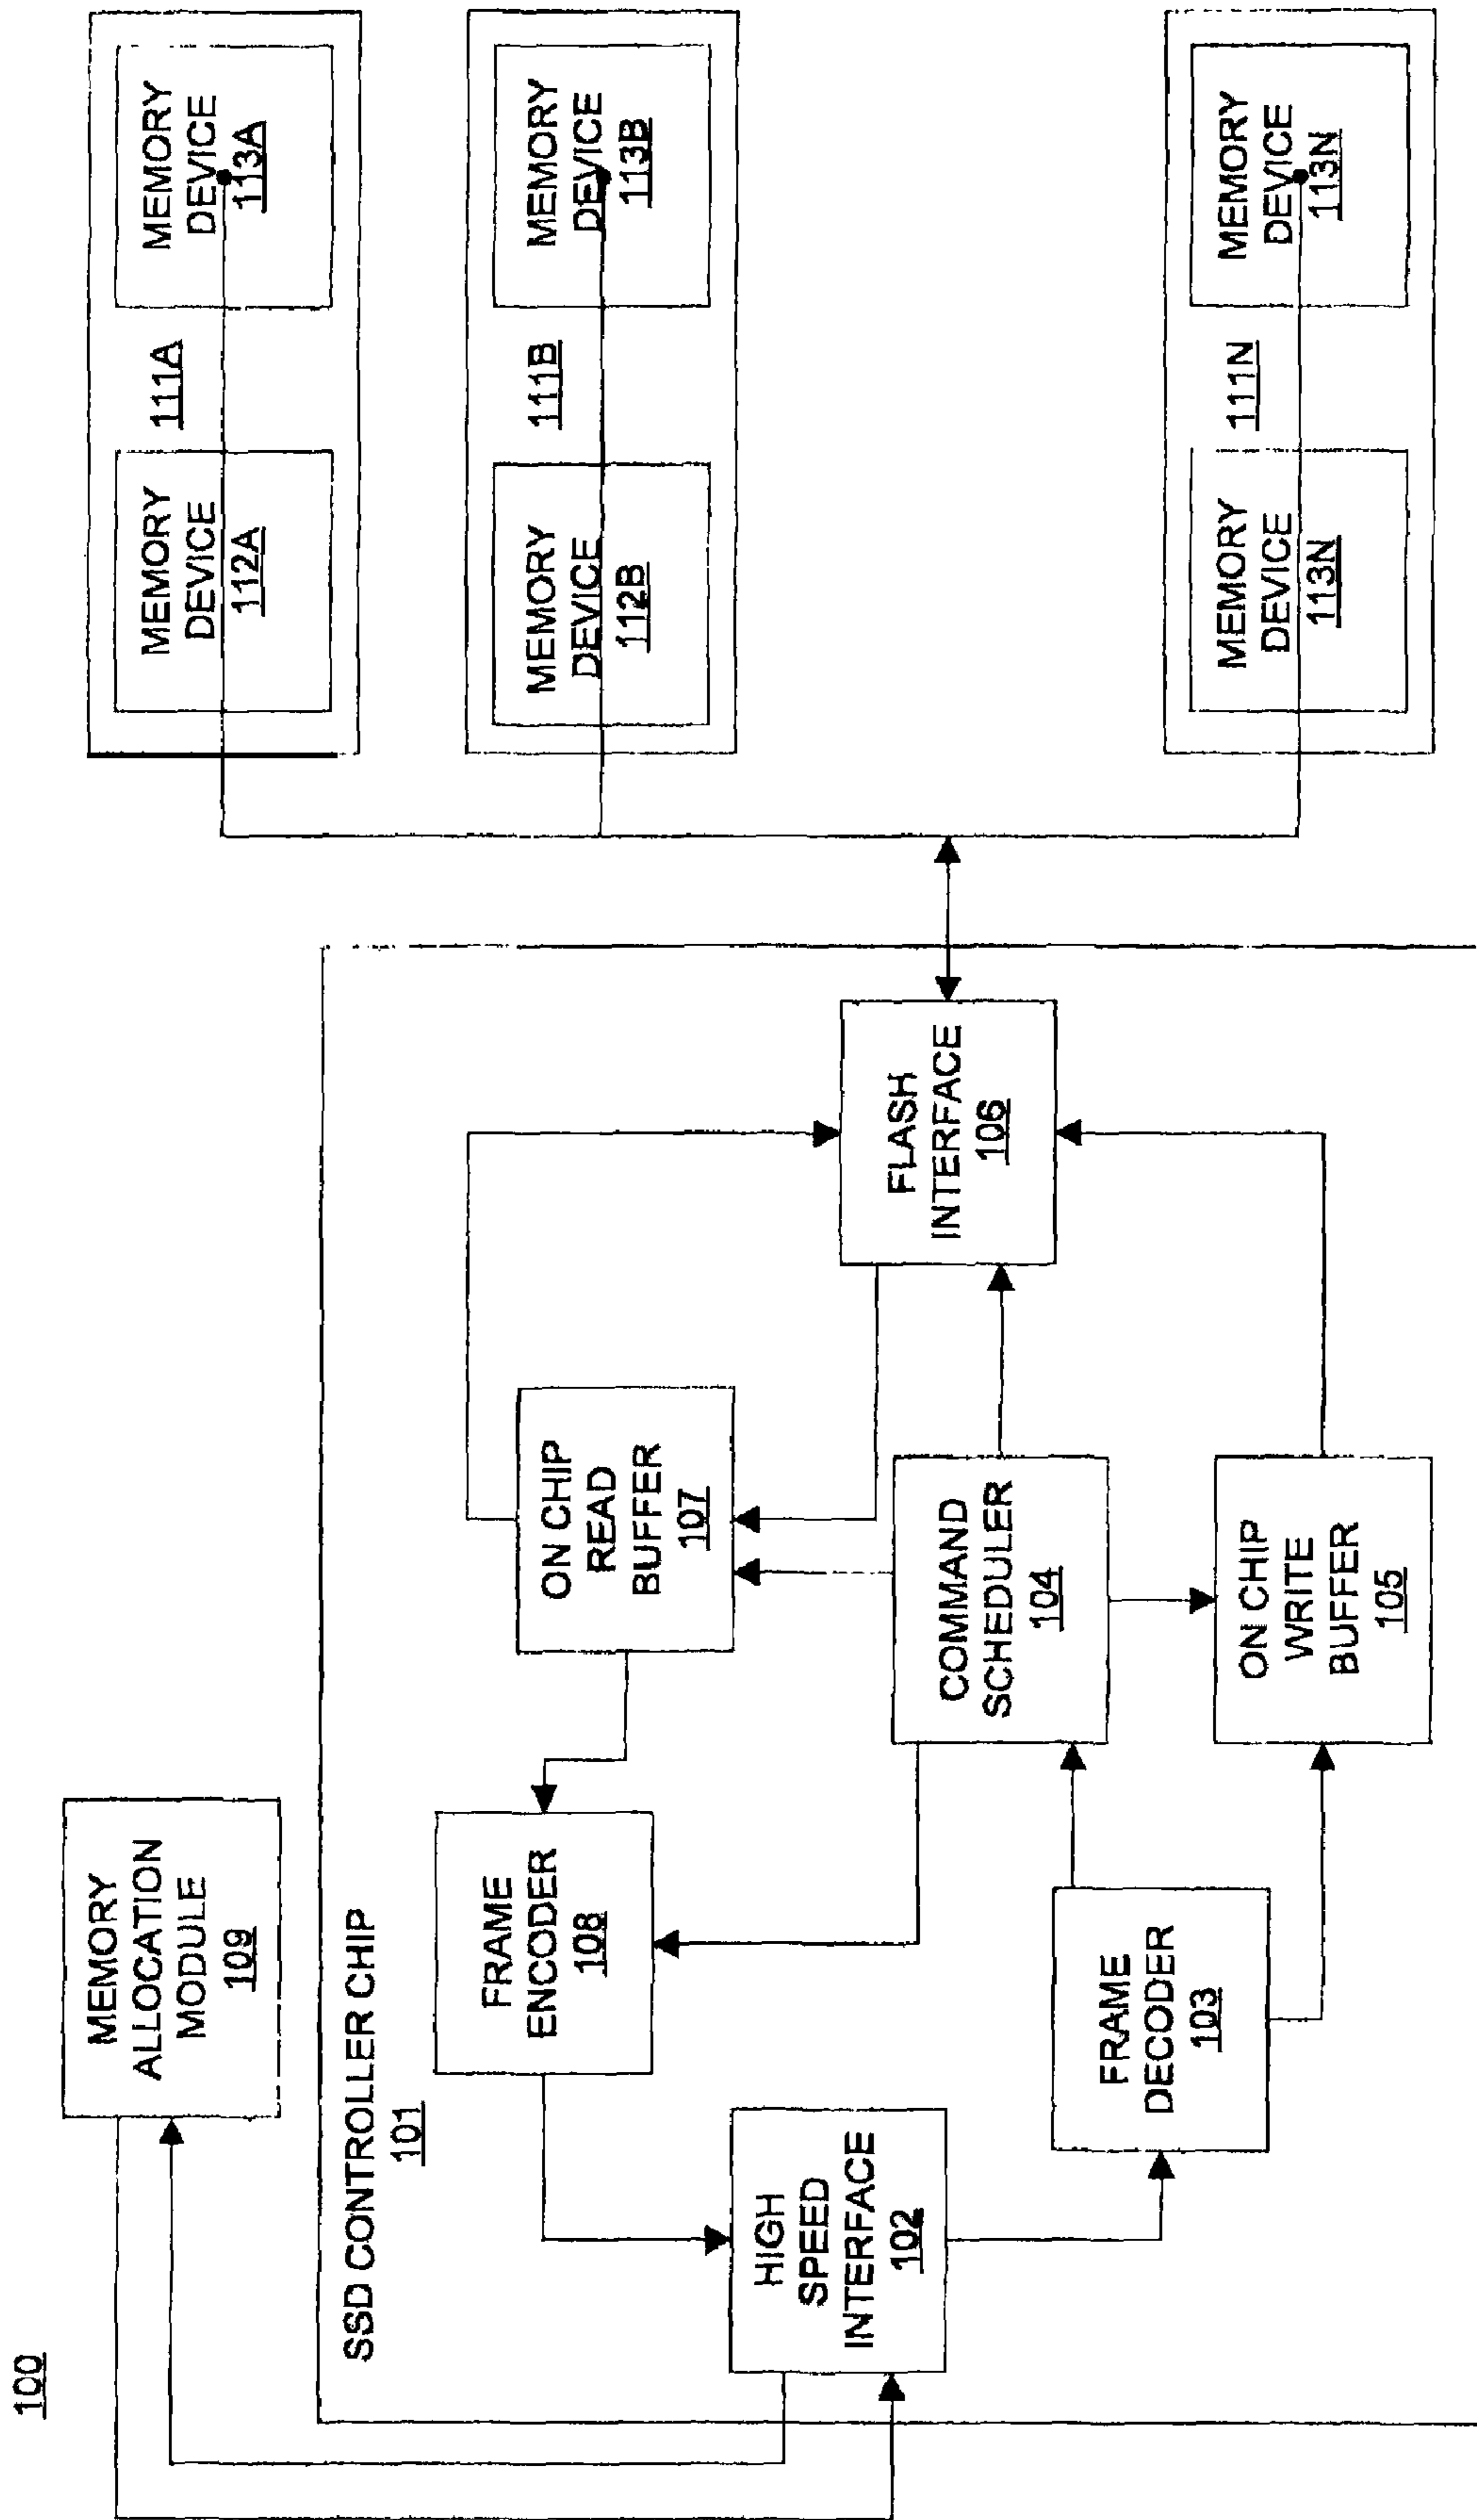 100
MEMORY
ALLOCATION
MODULE
109
SSD CONTROLLER CHIP
101
HIGH
SPEED
INTERFACE
102
FRAME
ENCODER
108
FRAME
DECODER
103
ON CHIP
READ
BUFFER
107
COMMAND
SCHEDULER
104
ON CHIP
WRITE
BUFFER
105
FLASH
INTERFACE
106
MEMORY
DEVICE
112A
111A
MEMORY
DEVICE
113A
MEMORY
DEVICE
112B
111B
MEMORY
DEVICE
113B
MEMORY
DEVICE
113N
111N
MEMORY
DEVICE
113N